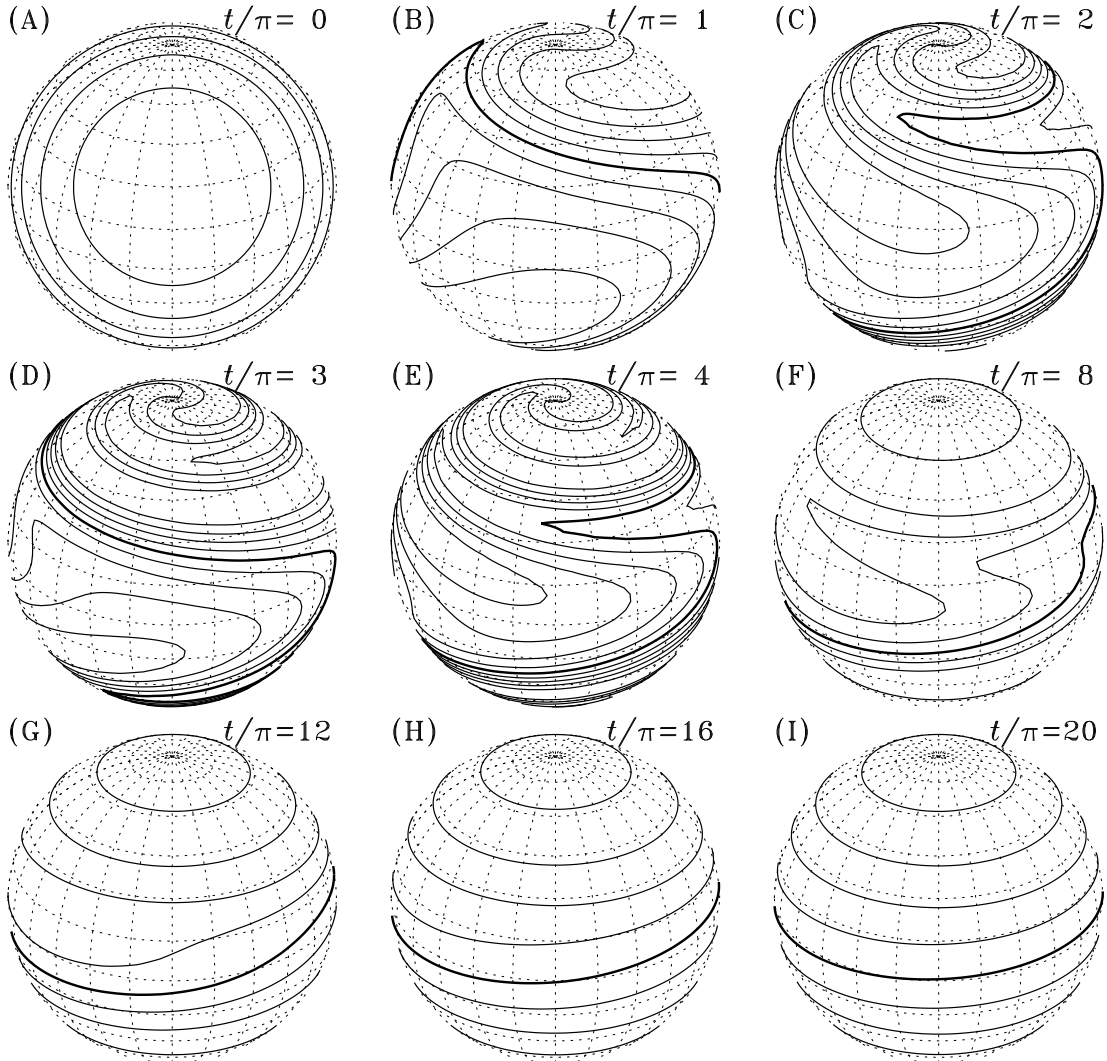 (A) t/π= 0
(B) t/π= 1
(C) t/π= 2
(D) t/π= 3
(E) t/π= 4
(F) t/π= 8
(G) t/π=12
(H) t/π=16
(I) t/π=20